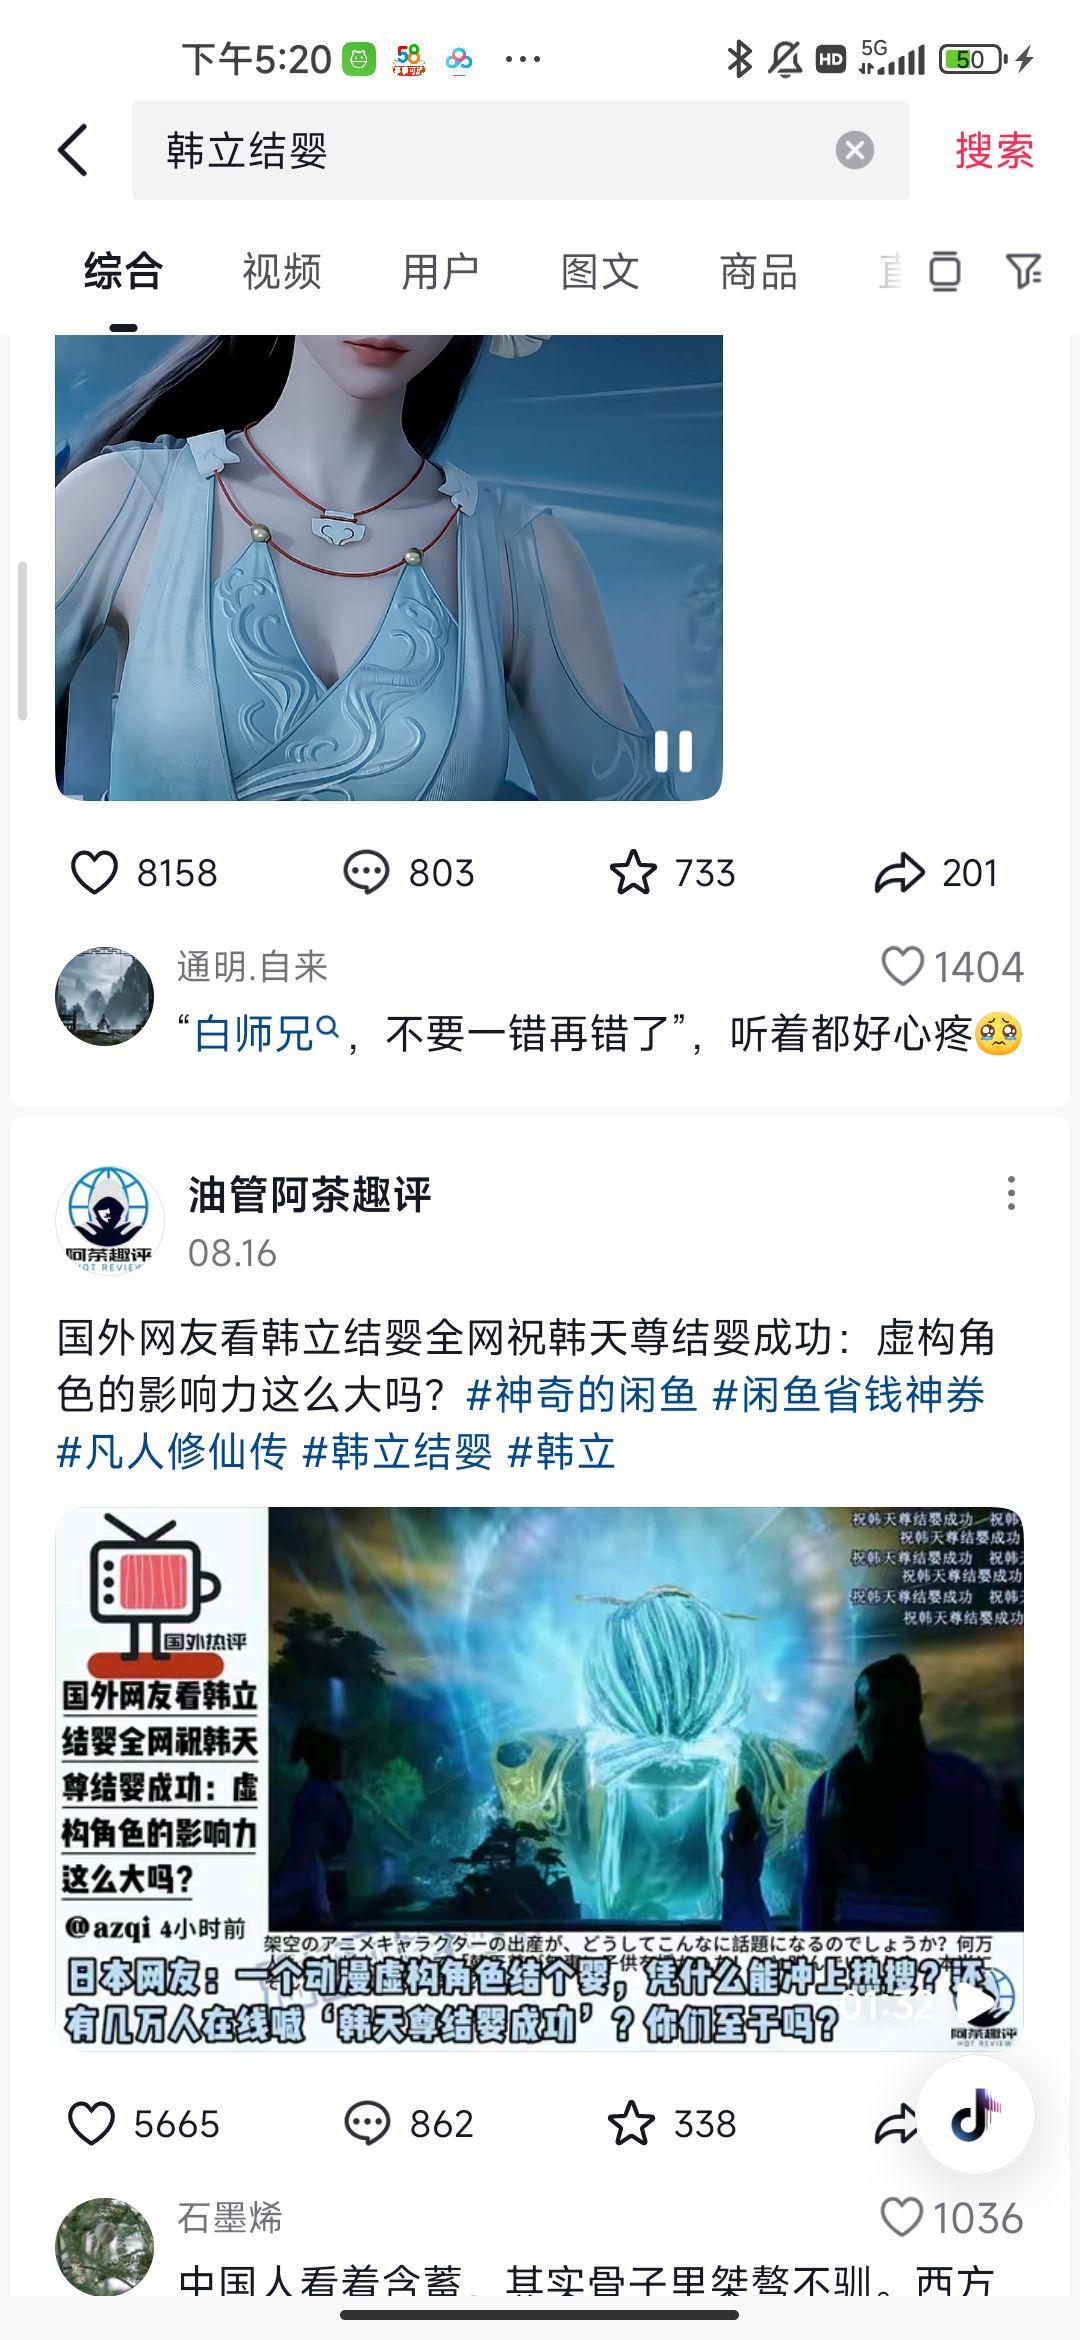 下午5:20
58
...
HD
5G
50
韩立结婴
搜索
综合
视频
用户
图文
商品
8158
803
733
201
通明.自来
1404
“白师兄，不要一错再错了”，听着都好心疼🥹
油管阿茶趣评
08.16
国外网友看韩立结婴全网祝韩天尊结婴成功：虚构角
色的影响力这么大吗？#神奇的闲鱼 #闲鱼省钱神券
#凡人修仙传 #韩立结婴 #韩立
祝韩天尊结婴成功 祝韩
祝韩天尊结婴成功
祝韩天尊结婴成功 祝韩
祝韩天尊结婴成功
祝韩天尊结婴成功 祝韩
祝韩天尊结婴成功
国外热评
国外网友看韩立
结婴全网祝韩天
尊结婴成功：虚
构角色的影响力
这么大吗？
@azqi 4小时前
架空のアニメキャラクターの出産が、どうしてこんなに話題になるのでしょうか？何万
日本网友：一个动漫虚构角色结个婴，凭什么能冲上热搜？还
有几万人在线喊‘韩天尊结婴成功’？你们至于吗？
01:32
阿茶趣评
HOT REVIEW
5665
862
338
石墨烯
1036
中国人看着含蓄，其实骨子里桀骜不驯。西方